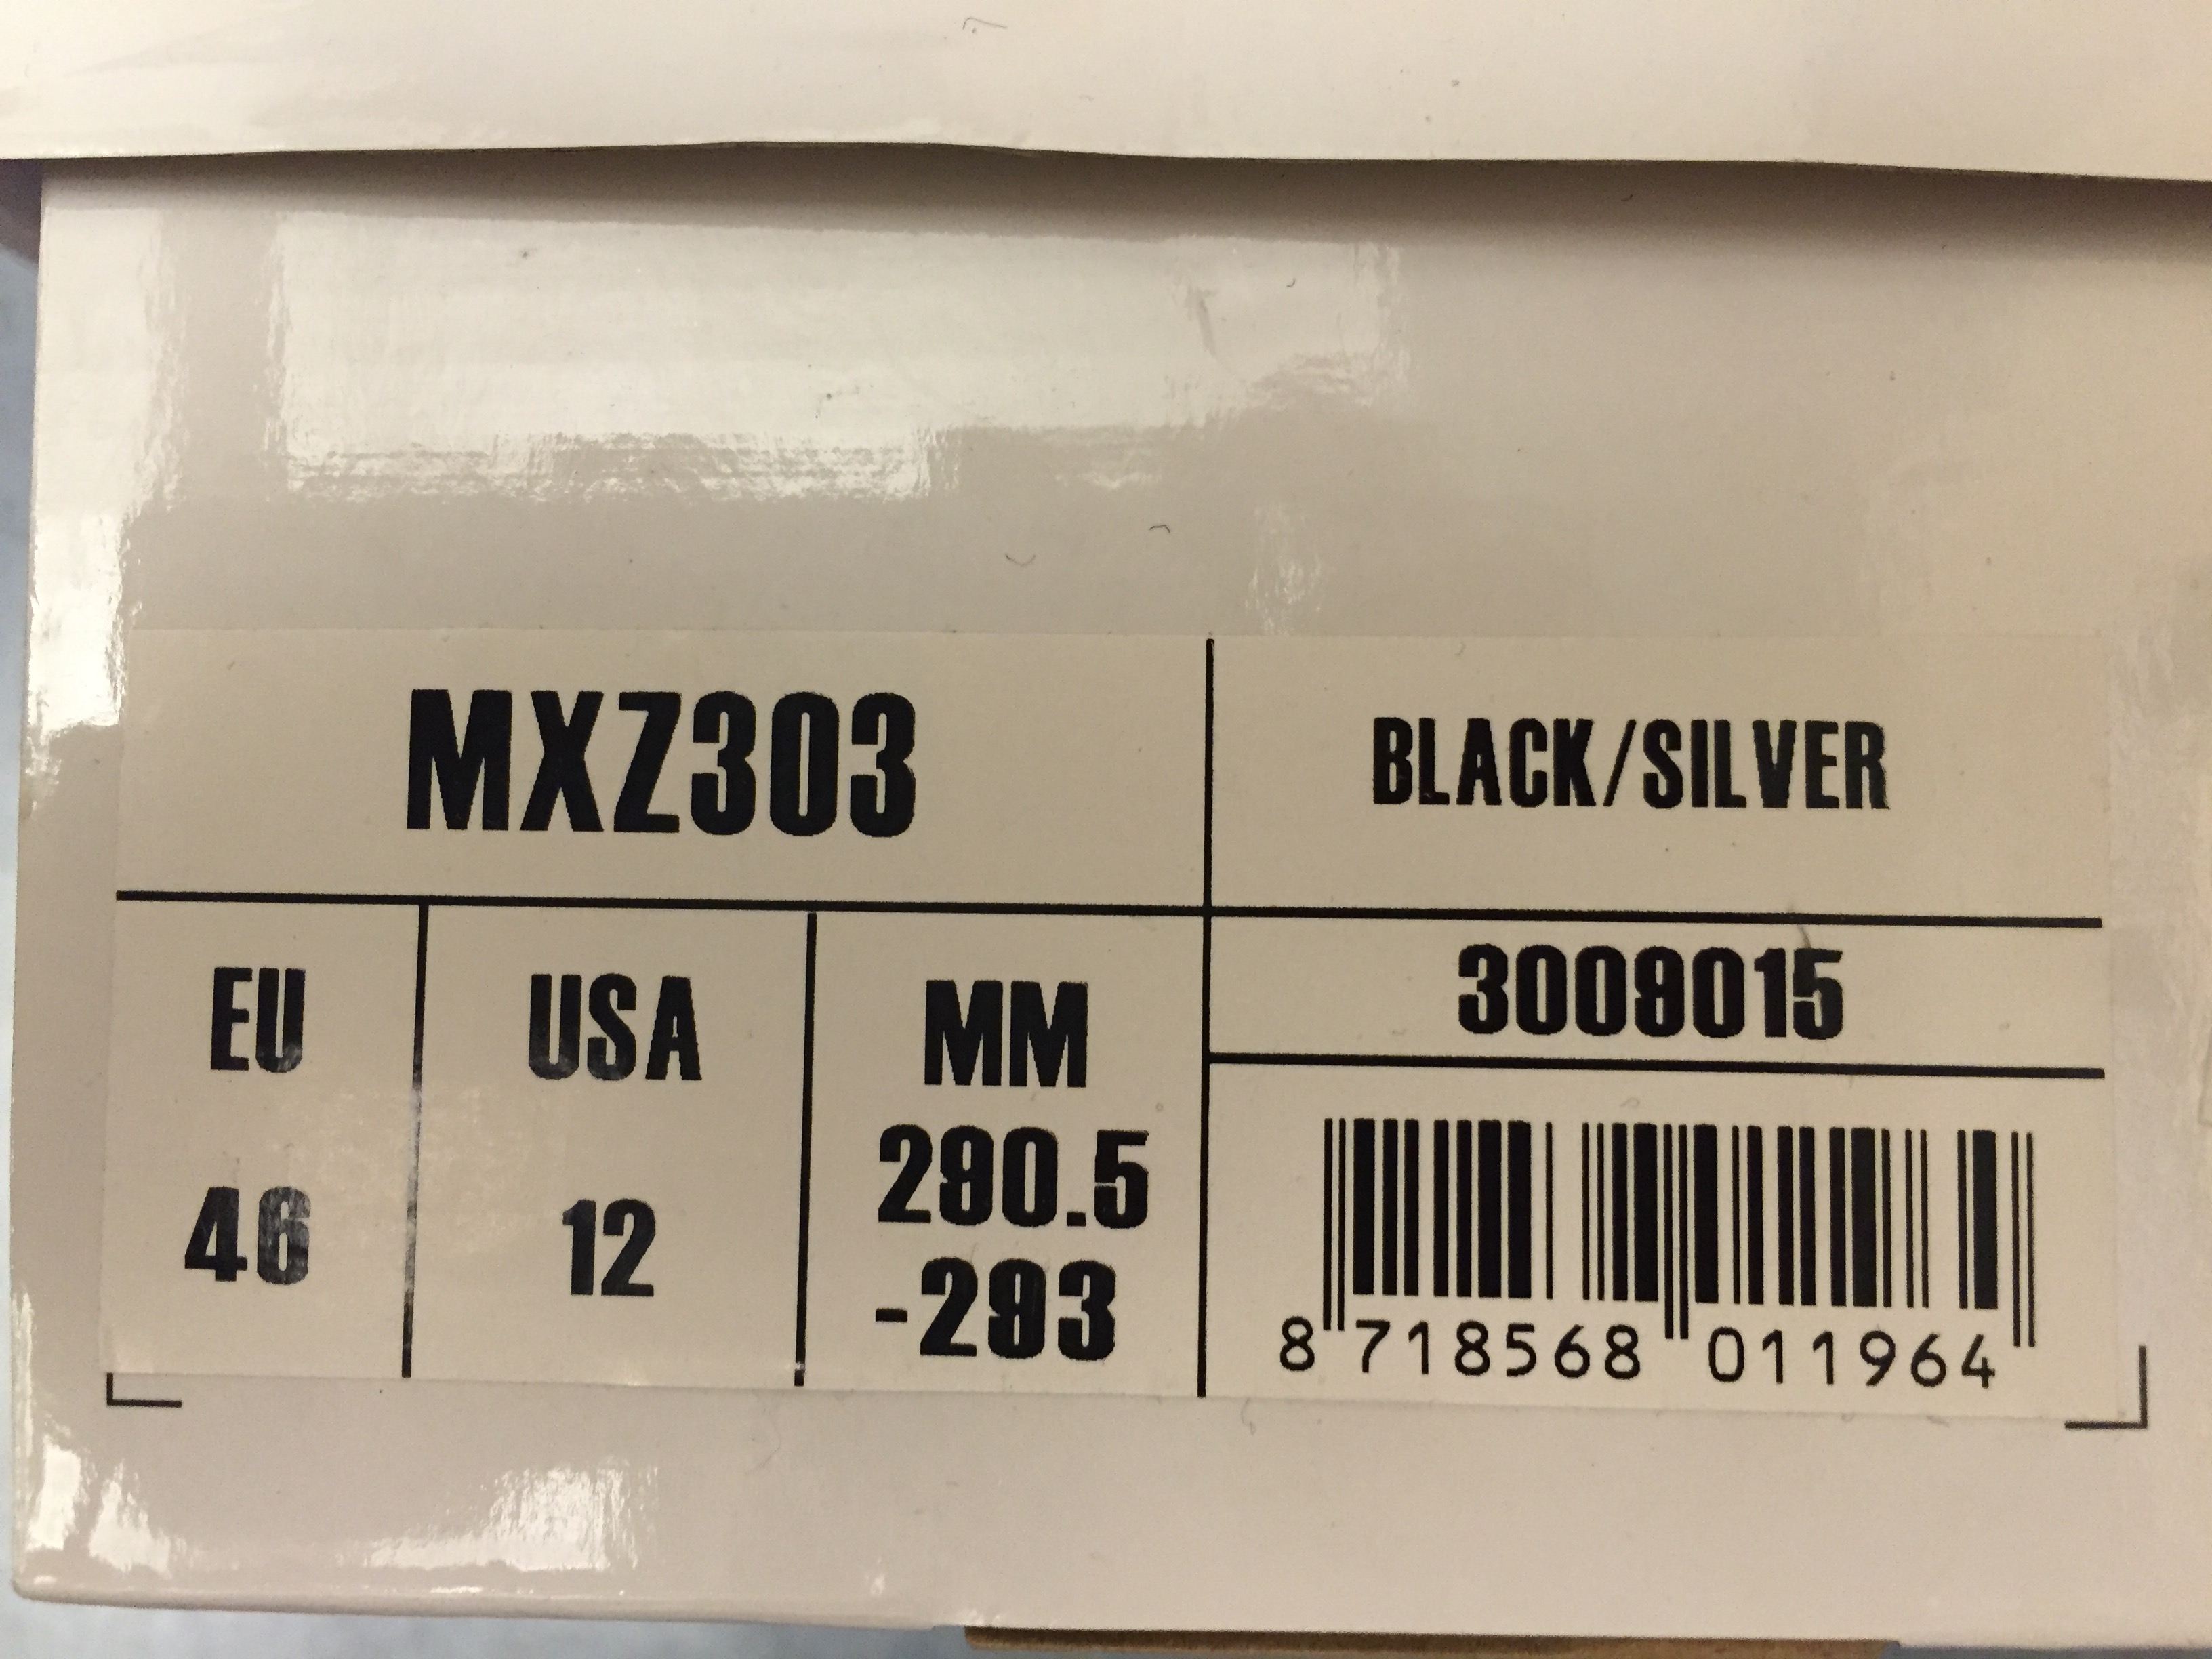 MXZ303
BLACK/SILVER
EU
USA
MM
3009015
46
12
290.5
-293
8 718568 011964